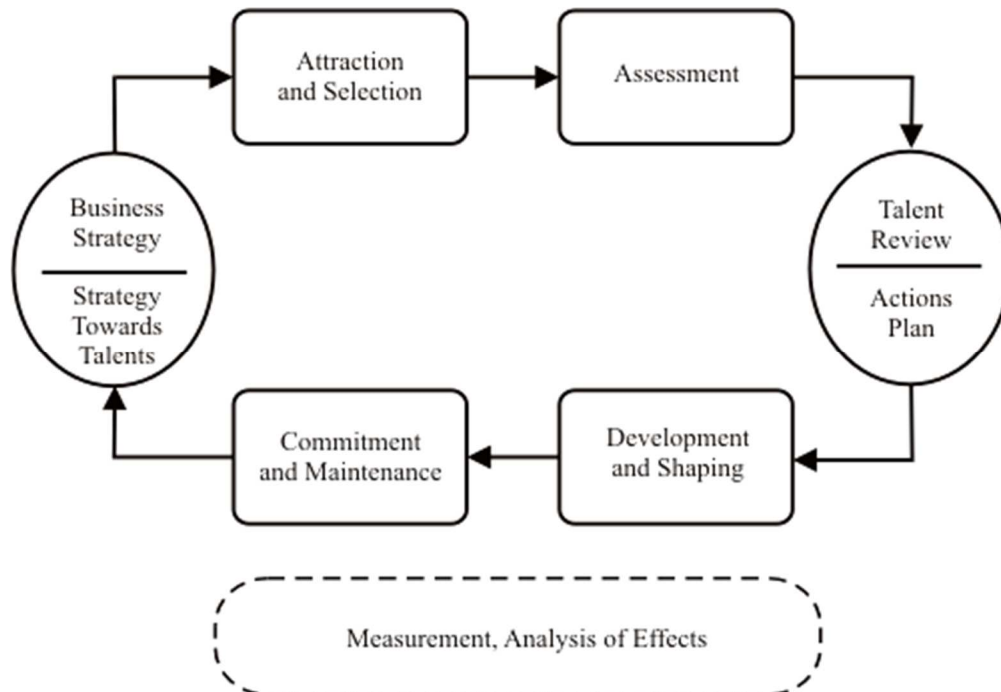 Attraction
and Selection
Assessment
Business
Strategy
Strategy
Towards
Talents
Talent
Review
Actions
Plan
Commitment
and Maintenance
Development
and Shaping
Measurement, Analysis of Effects